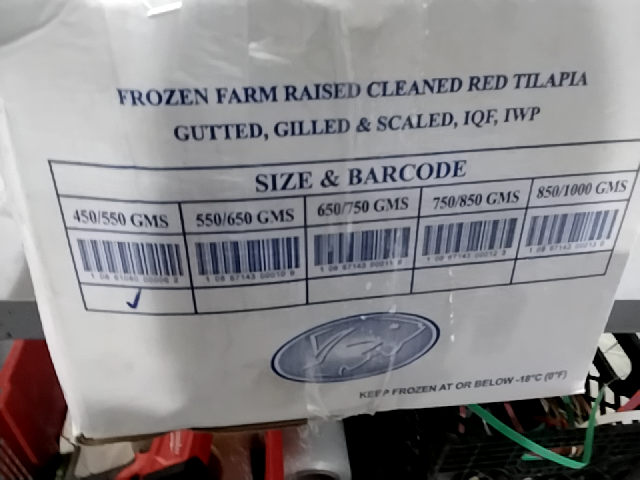 FROZEN FARM RAISED CLEANED RED TILAPIA
GUTTED, GILLED & SCALED, IQF, IWP
SIZE & BARCODE
450/550 GMS 550/650 GMS 650/750 GMS 750/850 GMS 850/1000 GMS
KEEP FROZEN AT OR BELOW -18°C (0°F)